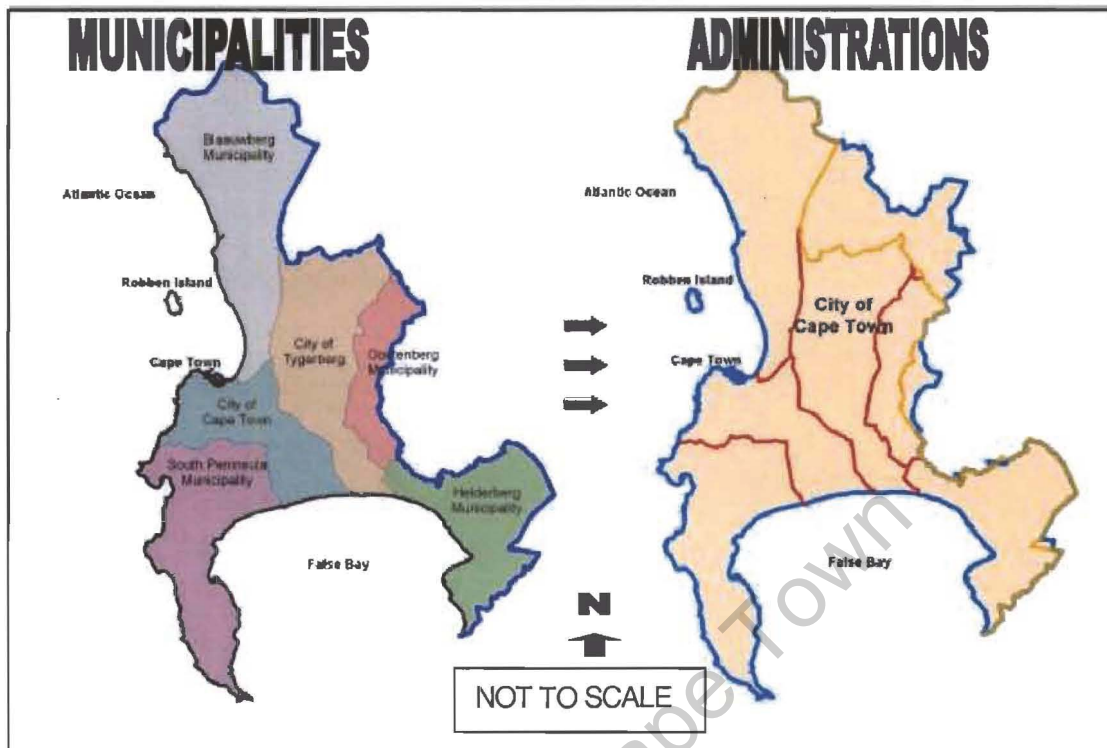 MUNICIPALITIES
Blaauwberg
Municipality
Atlantic Ocean
Robben Island
Cape Town
City of
Tygerberg
Oostenberg
Municipality
City of
Cape Town
South Peninsula
Municipality
Helderberg
Municipality
False Bay
ADMINISTRATIONS
Atlantic Ocean
Robben Island
City of
Cape Town
Cape Town
False Bay
N
NOT TO SCALE
Cape Town